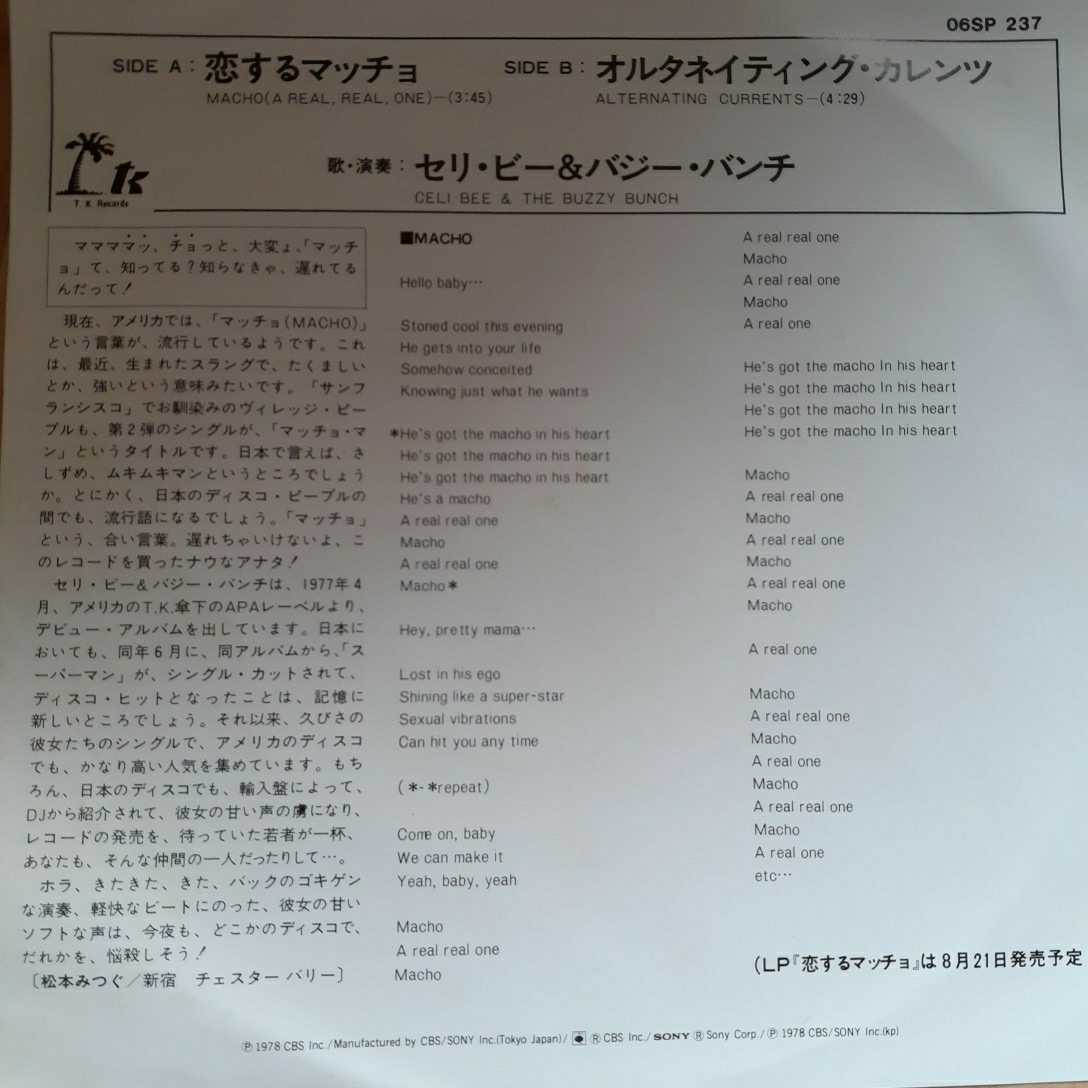 06SP 237
SIDE A： 恋するマッチョ
MACHO(A REAL, REAL, ONE)—(3:45)
SIDE B： オルタネイティング・カレンツ
ALTERNATING CURRENTS—(4:29)
tk
T K Records
歌・演奏： セリ・ビー&バジー・バンチ
CELI BEE & THE BUZZY BUNCH
ママママッ、チョっと、大変ょ、「マッチ
ョ」て、知ってる？知らなきゃ、遅れてる
んだって！
現在、アメリカでは、「マッチョ(MACHO)」
という言葉が、流行しているようです。これ
は、最近、生まれたスラングで、たくましい
とか、強いという意味みたいです。「サンフ
ランシスコ」でお馴染みのヴィレッジ・ピー
プルも、第2弾のシングルが、「マッチョ・マ
ン」というタイトルです。日本で言えば、さ
しずめ、ムキムキマンというところでしょう
か。とにかく、日本のディスコ・ピープルの
間でも、流行語になるでしょう。「マッチョ」
という、合い言葉。遅れちゃいけないよ、こ
のレコードを買ったナウなアナタ！
セリ・ビー&バジー・バンチは、1977年4
月、アメリカのT.K.傘下のAPAレーベルより、
デビュー・アルバムを出しています。日本に
おいても、同年6月に、同アルバムから、「ス
ーパーマン」が、シングル・カットされて、
ディスコ・ヒットとなったことは、記憶に
新しいところでしょう。それ以来、久びさの
彼女たちのシングルで、アメリカのディスコ
でも、かなり高い人気を集めています。もち
ろん、日本のディスコでも、輸入盤によって、
DJから紹介されて、彼女の甘い声の虜になり、
レコードの発売を、待っていた若者が一杯、
あなたも、そんな仲間の一人だったりして…。
ホラ、きたきた、きた、バックのゴキゲン
な演奏、軽快なビートにのった、彼女の甘い
ソフトな声は、今夜も、どこかのディスコで、
だれかを、悩殺しそう！
〔松本みつぐ／新宿 チェスター バリー〕
■MACHO
Hello baby…
Stoned cool this evening
He gets into your life
Somehow conceited
Knowing just what he wants
*He's got the macho in his heart
He's got the macho in his heart
He's got the macho in his heart
He's a macho
A real real one
Macho
A real real one
Macho*
Hey, pretty mama…
Lost in his ego
Shining like a super-star
Sexual vibrations
Can hit you any time
(*-*repeat)
Come on, baby
We can make it
Yeah, baby, yeah
Macho
A real real one
Macho
A real real one
Macho
A real real one
Macho
A real one
He's got the macho In his heart
He's got the macho In his heart
He's got the macho In his heart
He's got the macho In his heart
Macho
A real real one
Macho
A real real one
Macho
A real real one
Macho
A real one
Macho
A real real one
Macho
A real one
Macho
A real real one
Macho
A real one
etc…
(LP『恋するマッチョ』は8月21日発売予定
Ⓟ1978 CBS Inc./Manufactured by CBS/SONY Inc.(Tokyo Japan)/ Ⓡ CBS Inc./SONY Ⓡ Sony Corp./Ⓟ 1978 CBS/SONY Inc.(kp)